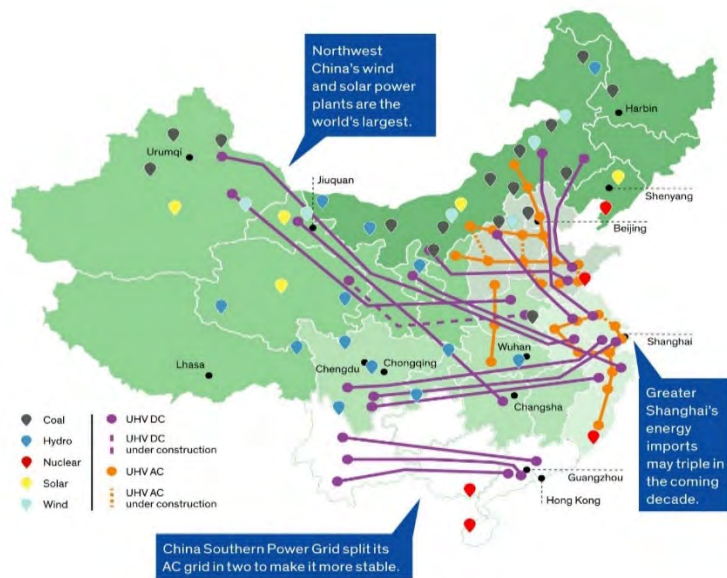 Northwest
China's wind
and solar power
plants are the
world's largest.
Harbin
Urumqi
Jiuquan
Shenyang
Beijing
Shanghai
Lhasa
Chengdu
Chongqing
Wuhan
Changsha
Guangzhou
Hong Kong
Coal
Hydro
Nuclear
Solar
Wind
UHV DC
UHV DC
under construction
UHV AC
UHV AC
under construction
Greater
Shanghai's
energy
imports
may triple in
the coming
decade.
China Southern Power Grid split its
AC grid in two to make it more stable.